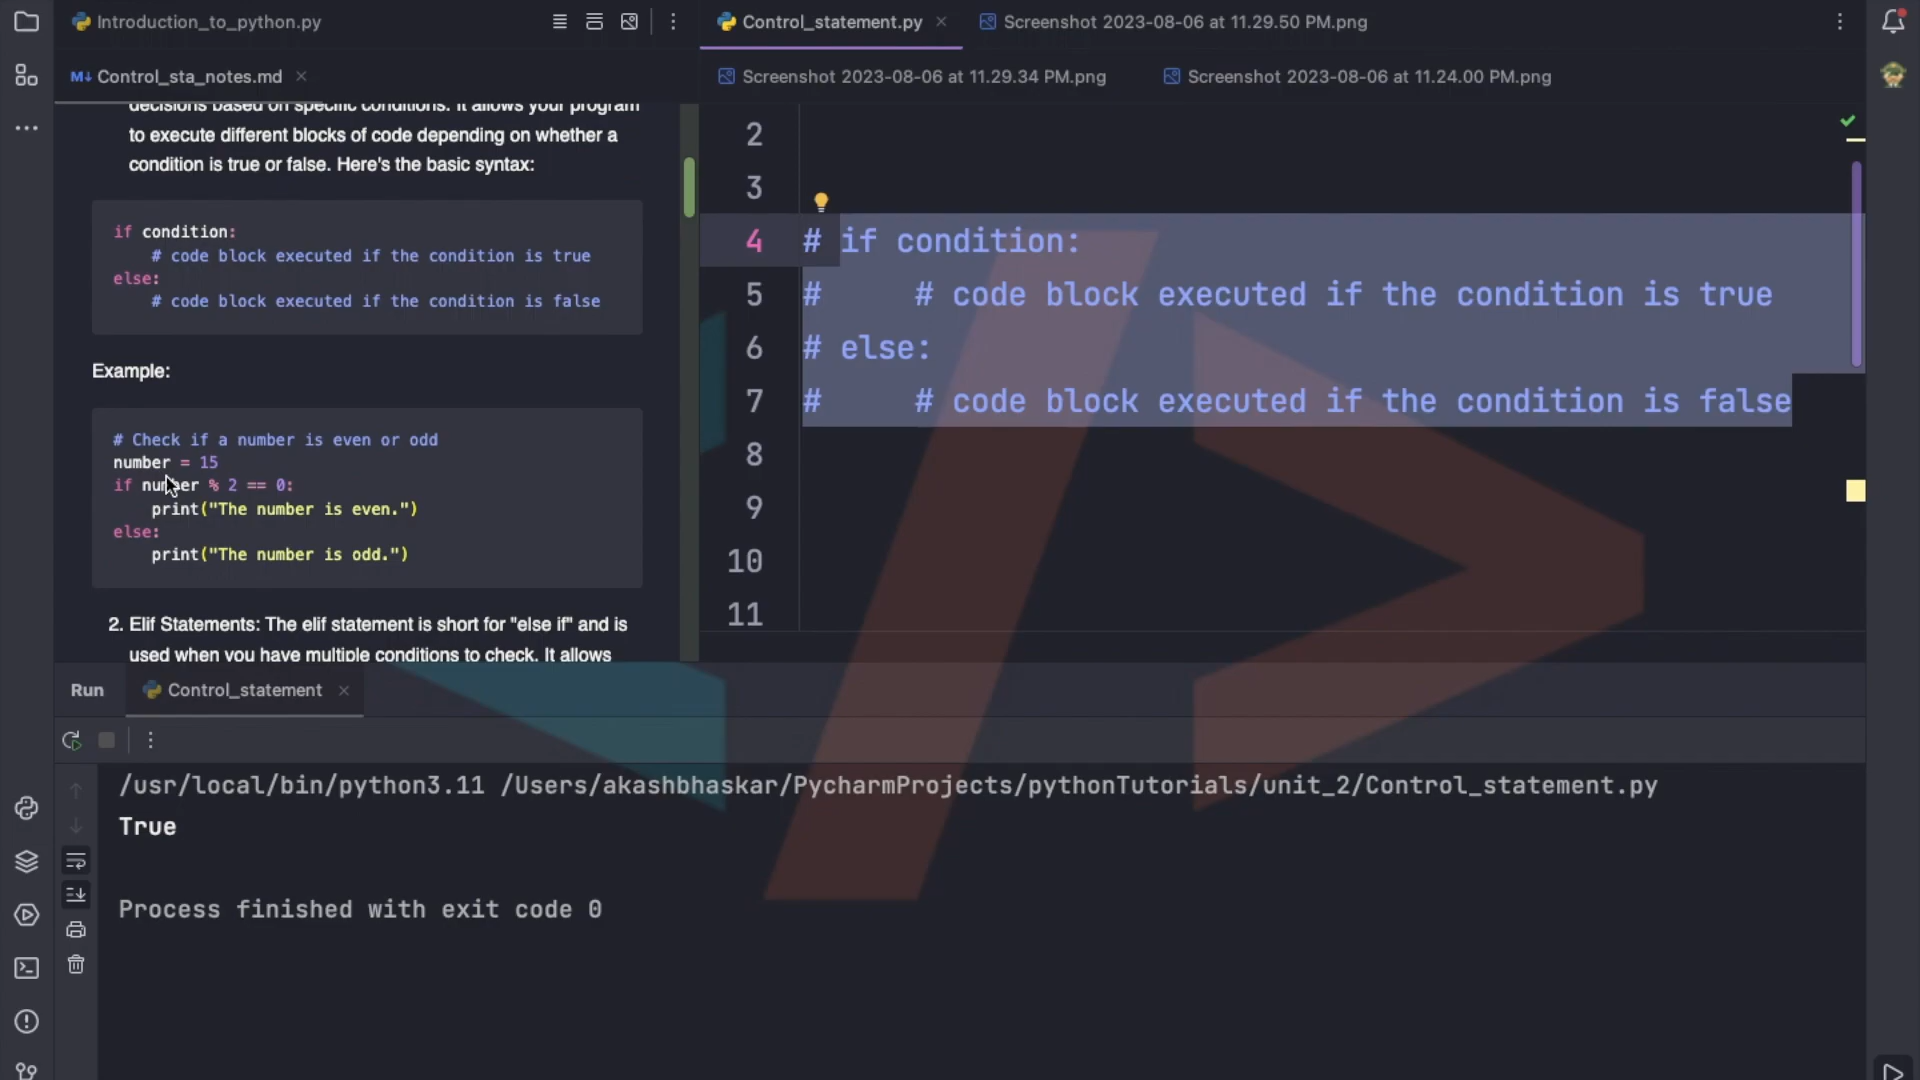 Introduction_to_python.py
Control_statement.py
Screenshot 2023-08-06 at 11.29.50 PM.png
M↓ Control_sta_notes.md
Screenshot 2023-08-06 at 11.29.34 PM.png
Screenshot 2023-08-06 at 11.24.00 PM.png
decisions based on specific conditions. It allows your program
to execute different blocks of code depending on whether a
condition is true or false. Here's the basic syntax:
if condition:
# code block executed if the condition is true
else:
# code block executed if the condition is false
Example:
# Check if a number is even or odd
number = 15
if number % 2 == 0:
print("The number is even.")
else:
print("The number is odd.")
2. Elif Statements: The elif statement is short for "else if" and is
used when you have multiple conditions to check. It allows
2
3
4 # if condition:
5 #     # code block executed if the condition is true
6 # else:
7 #     # code block executed if the condition is false
8
9
10
11
Run
Control_statement
/usr/local/bin/python3.11 /Users/akashbhaskar/PycharmProjects/pythonTutorials/unit_2/Control_statement.py
True
Process finished with exit code 0